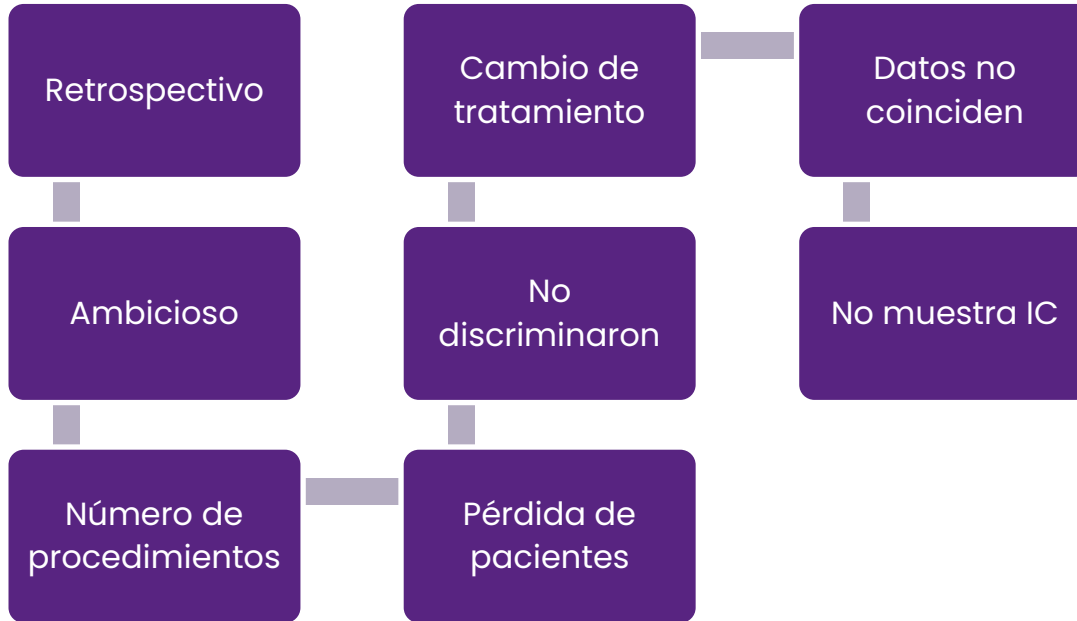 Retrospectivo
Ambicioso
Número de
procedimientos
Pérdida de
pacientes
No
discriminaron
Cambio de
tratamiento
Datos no
coinciden
No muestra IC